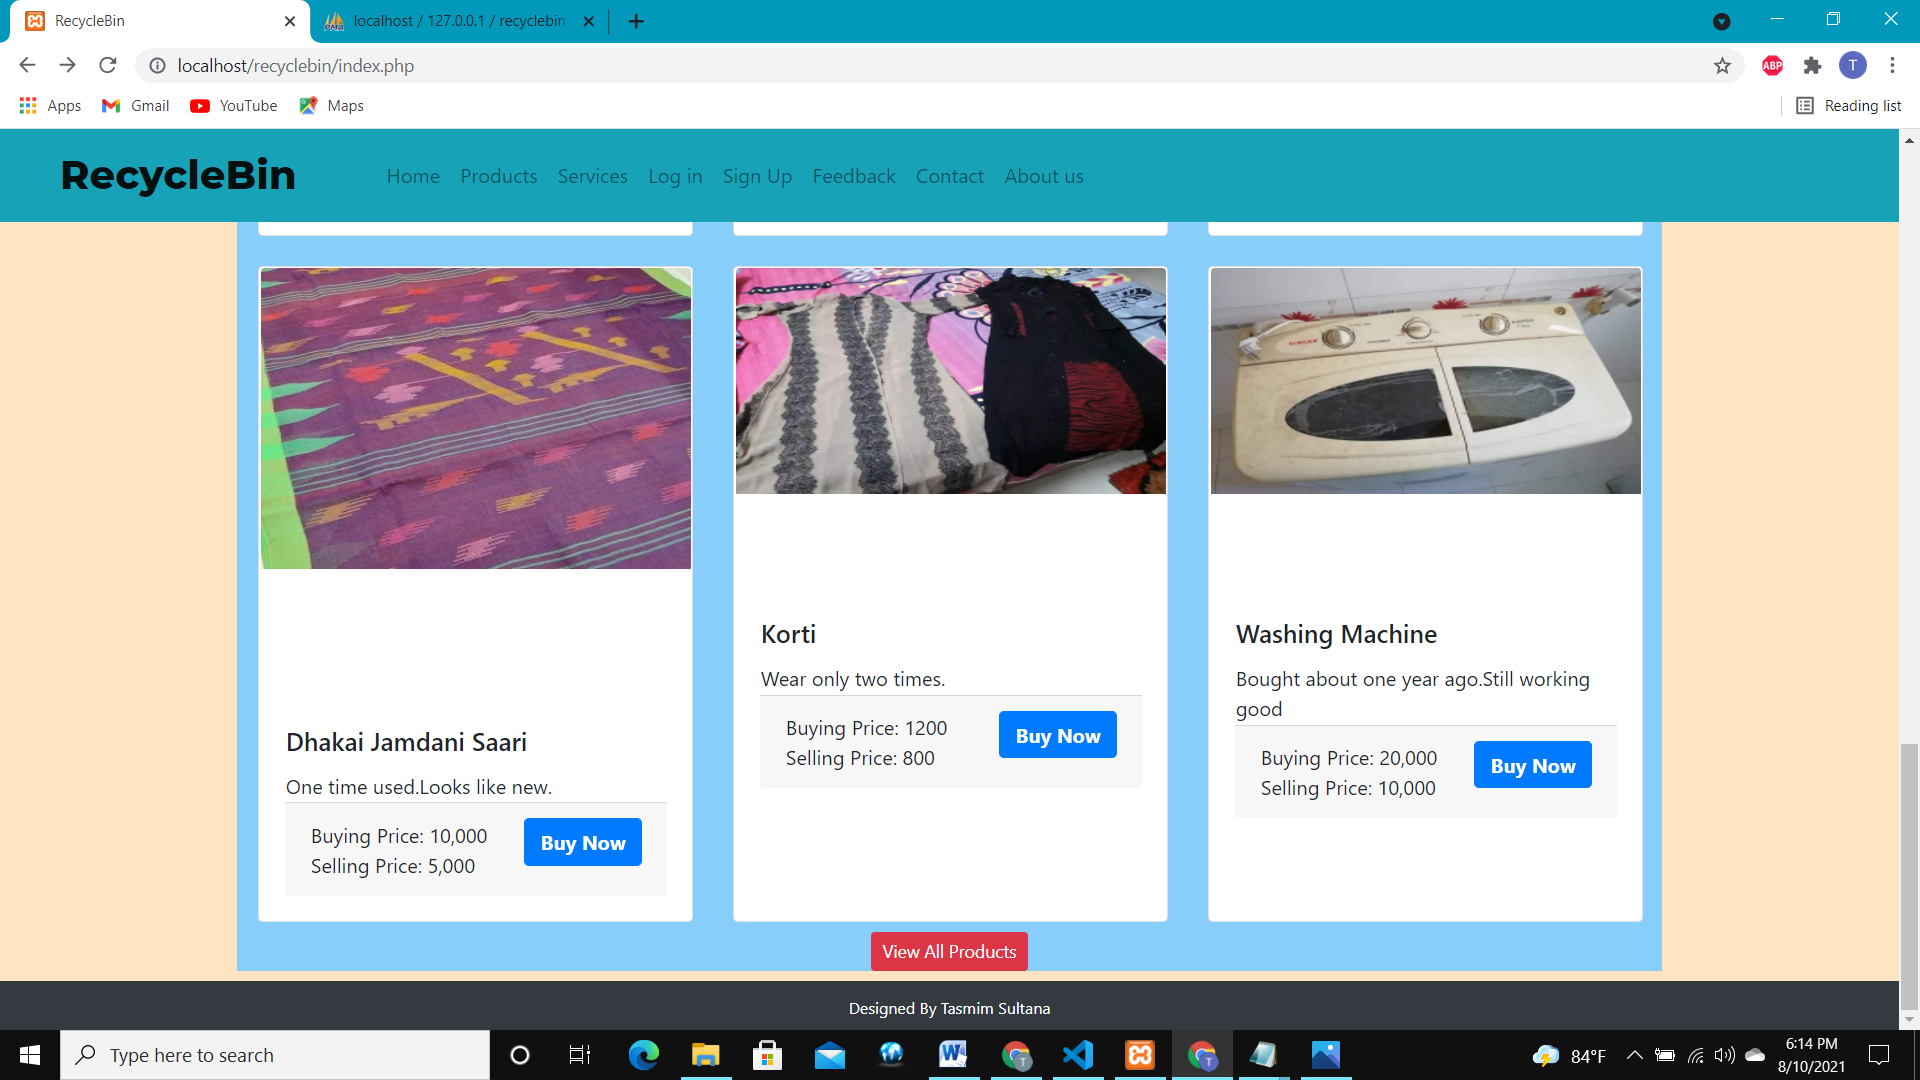 RecycleBin
localhost / 127.0.0.1 / recyclebin
localhost/recyclebin/index.php
ABP
T
Apps
Gmail
YouTube
Maps
Reading list
RecycleBin
Home
Products
Services
Log in
Sign Up
Feedback
Contact
About us
SINGER
Dhakai Jamdani Saari
One time used.Looks like new.
Buying Price: 10,000
Selling Price: 5,000
Buy Now
Korti
Wear only two times.
Buying Price: 1200
Selling Price: 800
Buy Now
Washing Machine
Bought about one year ago.Still working
good
Buying Price: 20,000
Selling Price: 10,000
Buy Now
View All Products
Designed By Tasmim Sultana
Type here to search
84°F
6:14 PM
8/10/2021